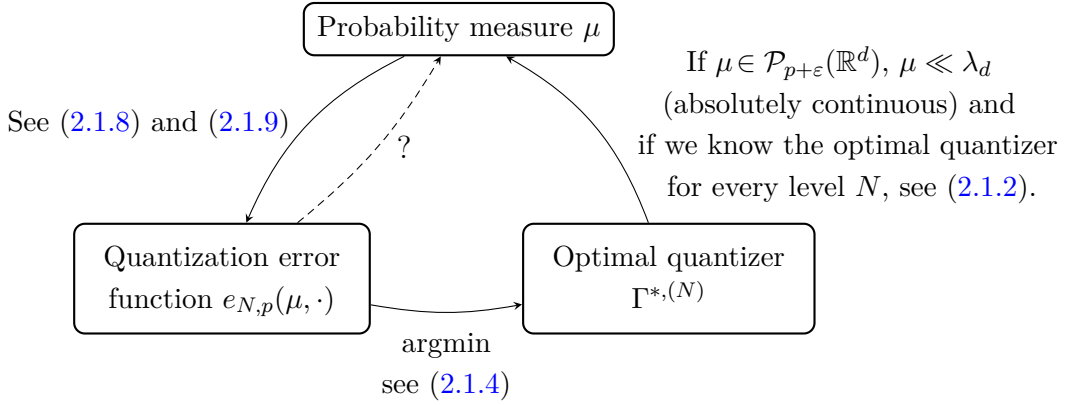 Probability measure μ
If μ ∈ 𝒫ₚ₊ε(ℝᵈ), μ ≪ λ_d
(absolutely continuous) and
if we know the optimal quantizer
for every level N, see (2.1.2).
See (2.1.8) and (2.1.9)
?
Quantization error
function e_{N,p}(μ, ·)
Optimal quantizer
Γ^{*,(N)}
argmin
see (2.1.4)